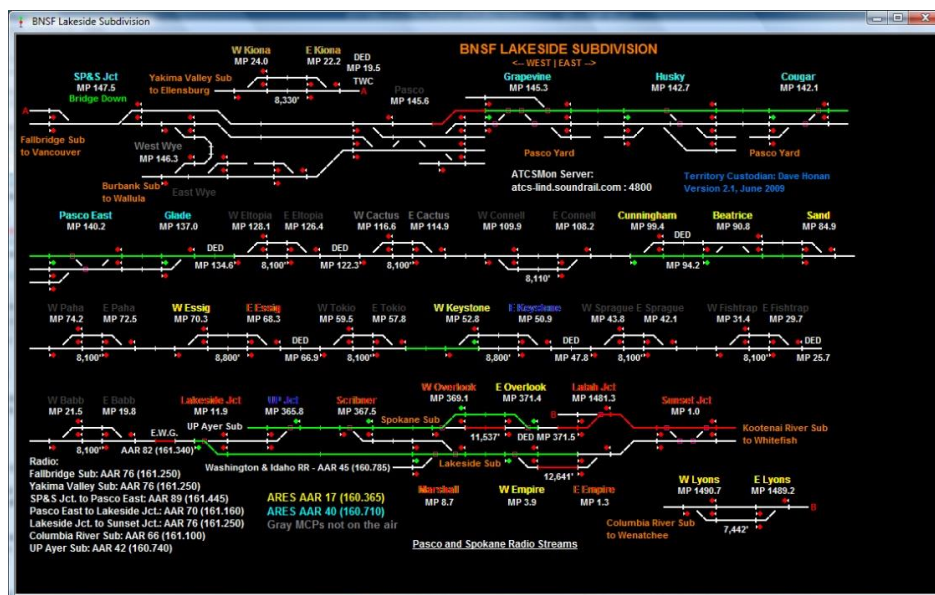 BNSF Lakeside Subdivision
BNSF LAKESIDE SUBDIVISION
<-- WEST | EAST -->
W Kiona E Kiona
MP 24.0 MP 22.2
DED
MP 19.5
TWC
A
8,330'
Yakima Valley Sub
to Ellensburg
SP&S Jct
MP 147.5
Bridge Down
Pasco
MP 145.6
Grapevine
MP 145.3
Husky
MP 142.7
Cougar
MP 142.1
A
Fallbridge Sub
to Vancouver
West Wye
MP 146.3
Pasco Yard
Pasco Yard
Burbank Sub
to Wallula
East Wye
ATCSMon Server:
atcs-lind.soundrail.com : 4800
Territory Custodian: Dave Honan
Version 2.1, June 2009
Pasco East Glade W Eltopia E Eltopia W Cactus E Cactus W Connell E Connell Cunningham Beatrice Sand
MP 140.2 MP 137.0 MP 128.1 MP 126.4 MP 116.6 MP 114.9 MP 109.9 MP 108.2 MP 99.4 MP 90.8 MP 84.9
DED DED DED
MP 134.6 8,100' MP 122.3 8,100' MP 94.2
8,110'
W Paha E Paha W Essig E Essig W Tokio E Tokio W Keystone E Keystone W Sprague E Sprague W Fishtrap E Fishtrap
MP 74.2 MP 72.5 MP 70.3 MP 68.3 MP 59.5 MP 57.8 MP 52.8 MP 50.9 MP 43.8 MP 42.1 MP 31.4 MP 29.7
DED DED DED
8,100' 8,800' MP 66.9 8,100' 8,800' MP 47.8 8,100' 8,100' MP 25.7
W Babb E Babb Lakeside Jct UP Jct Scribner W Overlook E Overlook Latah Jct Sunset Jct
MP 21.5 MP 19.8 MP 11.9 MP 365.8 MP 367.5 MP 369.1 MP 371.4 MP 1481.3 MP 1.0
UP Ayer Sub
Spokane Sub
B
E.W.G.
11,537' DED MP 371.5
Kootenai River Sub
to Whitefish
8,100' AAR 82 (161.340)
Lakeside Sub
Washington & Idaho RR - AAR 45 (160.785)
12,641'
Radio:
Fallbridge Sub: AAR 76 (161.250)
Yakima Valley Sub: AAR 76 (161.250)
SP&S Jct. to Pasco East: AAR 89 (161.445)
Pasco East to Lakeside Jct.: AAR 70 (161.160)
Lakeside Jct. to Sunset Jct.: AAR 76 (161.250)
Columbia River Sub: AAR 66 (161.100)
UP Ayer Sub: AAR 42 (160.740)
ARES AAR 17 (160.365)
ARES AAR 40 (160.710)
Gray MCPs not on the air
Marshall W Empire E Empire
MP 8.7 MP 3.9 MP 1.3
W Lyons E Lyons
MP 1490.7 MP 1489.2
B
7,442'
Columbia River Sub
to Wenatchee
Pasco and Spokane Radio Streams